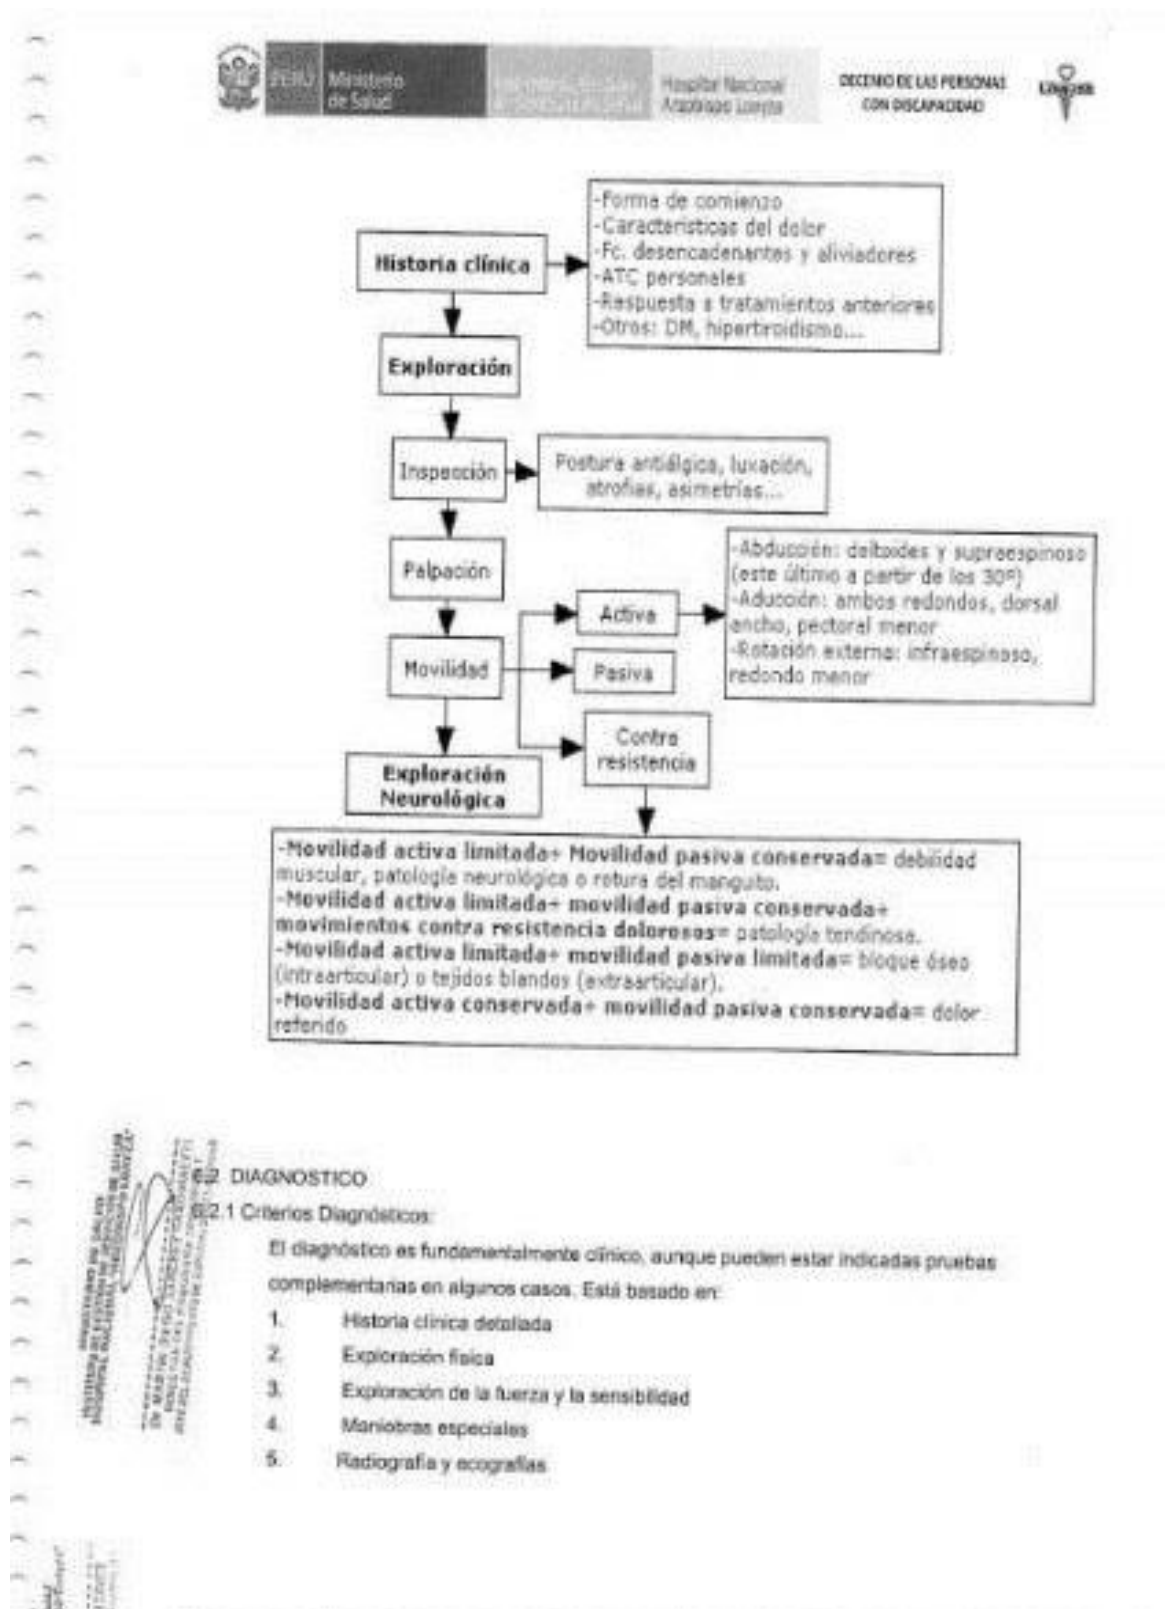 PERÚ
Ministerio
de Salud
Hospital Nacional
Arzobispo Loayza
DECENIO DE LAS PERSONAS
CON DISCAPACIDAD
-Forma de comienzo
-Características del dolor
-Fc. desencadenantes y aliviadores
-ATC personales
-Respuesta a tratamientos anteriores
-Otros: DM, hipertiroidismo...
Historia clínica
Exploración
Inspección
Postura antiálgica, luxación,
atrofias, asimetrías...
Palpación
-Abducción: deltoides y supraespinoso
(este último a partir de los 30º)
-Aducción: ambos redondos, dorsal
ancho, pectoral menor
-Rotación externa: infraespinoso,
redondo menor
Activa
Movilidad
Pasiva
Contra
resistencia
Exploración
Neurológica
-Movilidad activa limitada+ Movilidad pasiva conservada= debilidad
muscular, patología neurológica o rotura del manguito.
-Movilidad activa limitada+ movilidad pasiva conservada+
movimientos contra resistencia dolorosos= patología tendinosa.
-Movilidad activa limitada+ movilidad pasiva limitada= bloque óseo
(intraarticular) o tejidos blandos (extraarticular).
-Movilidad activa conservada+ movilidad pasiva conservada= dolor
referido
6.2 DIAGNOSTICO
6.2.1 Criterios Diagnósticos:
El diagnóstico es fundamentalmente clínico, aunque pueden estar indicadas pruebas
complementarias en algunos casos. Está basado en:
1. Historia clínica detallada
2. Exploración física
3. Exploración de la fuerza y la sensibilidad
4. Maniobras especiales
5. Radiografía y ecografías